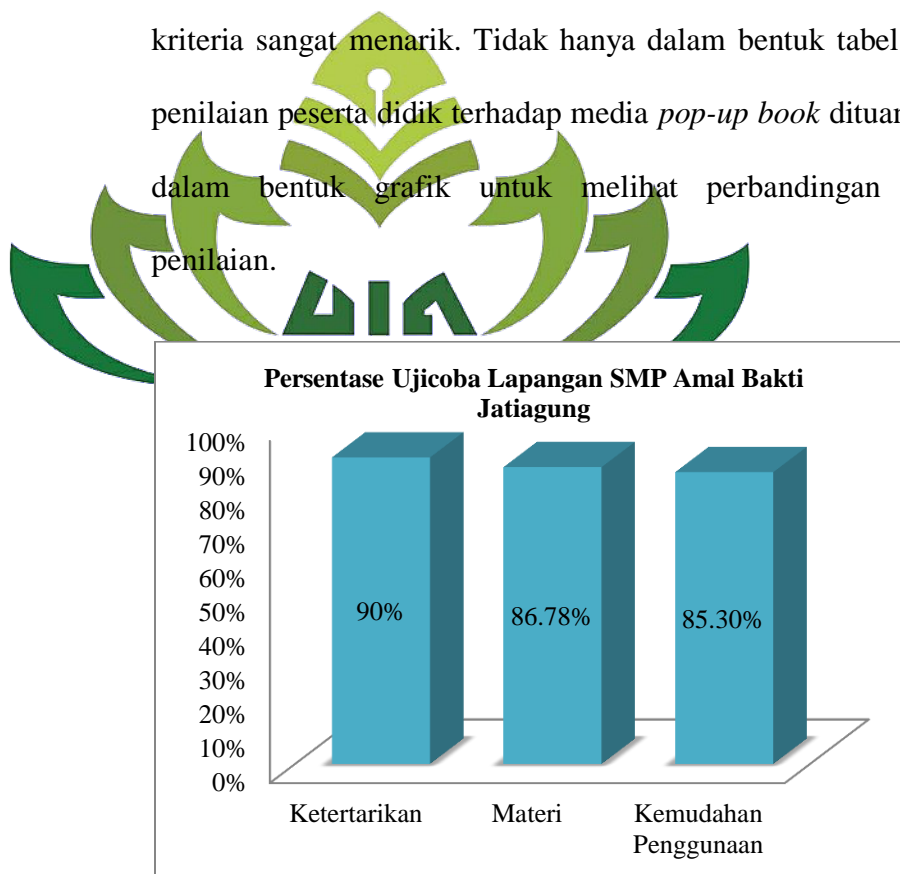 kriteria sangat menarik. Tidak hanya dalam bentuk tabel
penilaian peserta didik terhadap media pop-up book
dalam bentuk grafik untuk melihat perbandingan
penilaian.
Persentase Ujicoba Lapangan SMP Amal Bakti
Jatiagung
100%
90%
80%
70%
60%
50%
40%
30%
20%
10%
0%
90%
86.78%
85.30%
Ketertarikan
Materi
Kemudahan
Penggunaan